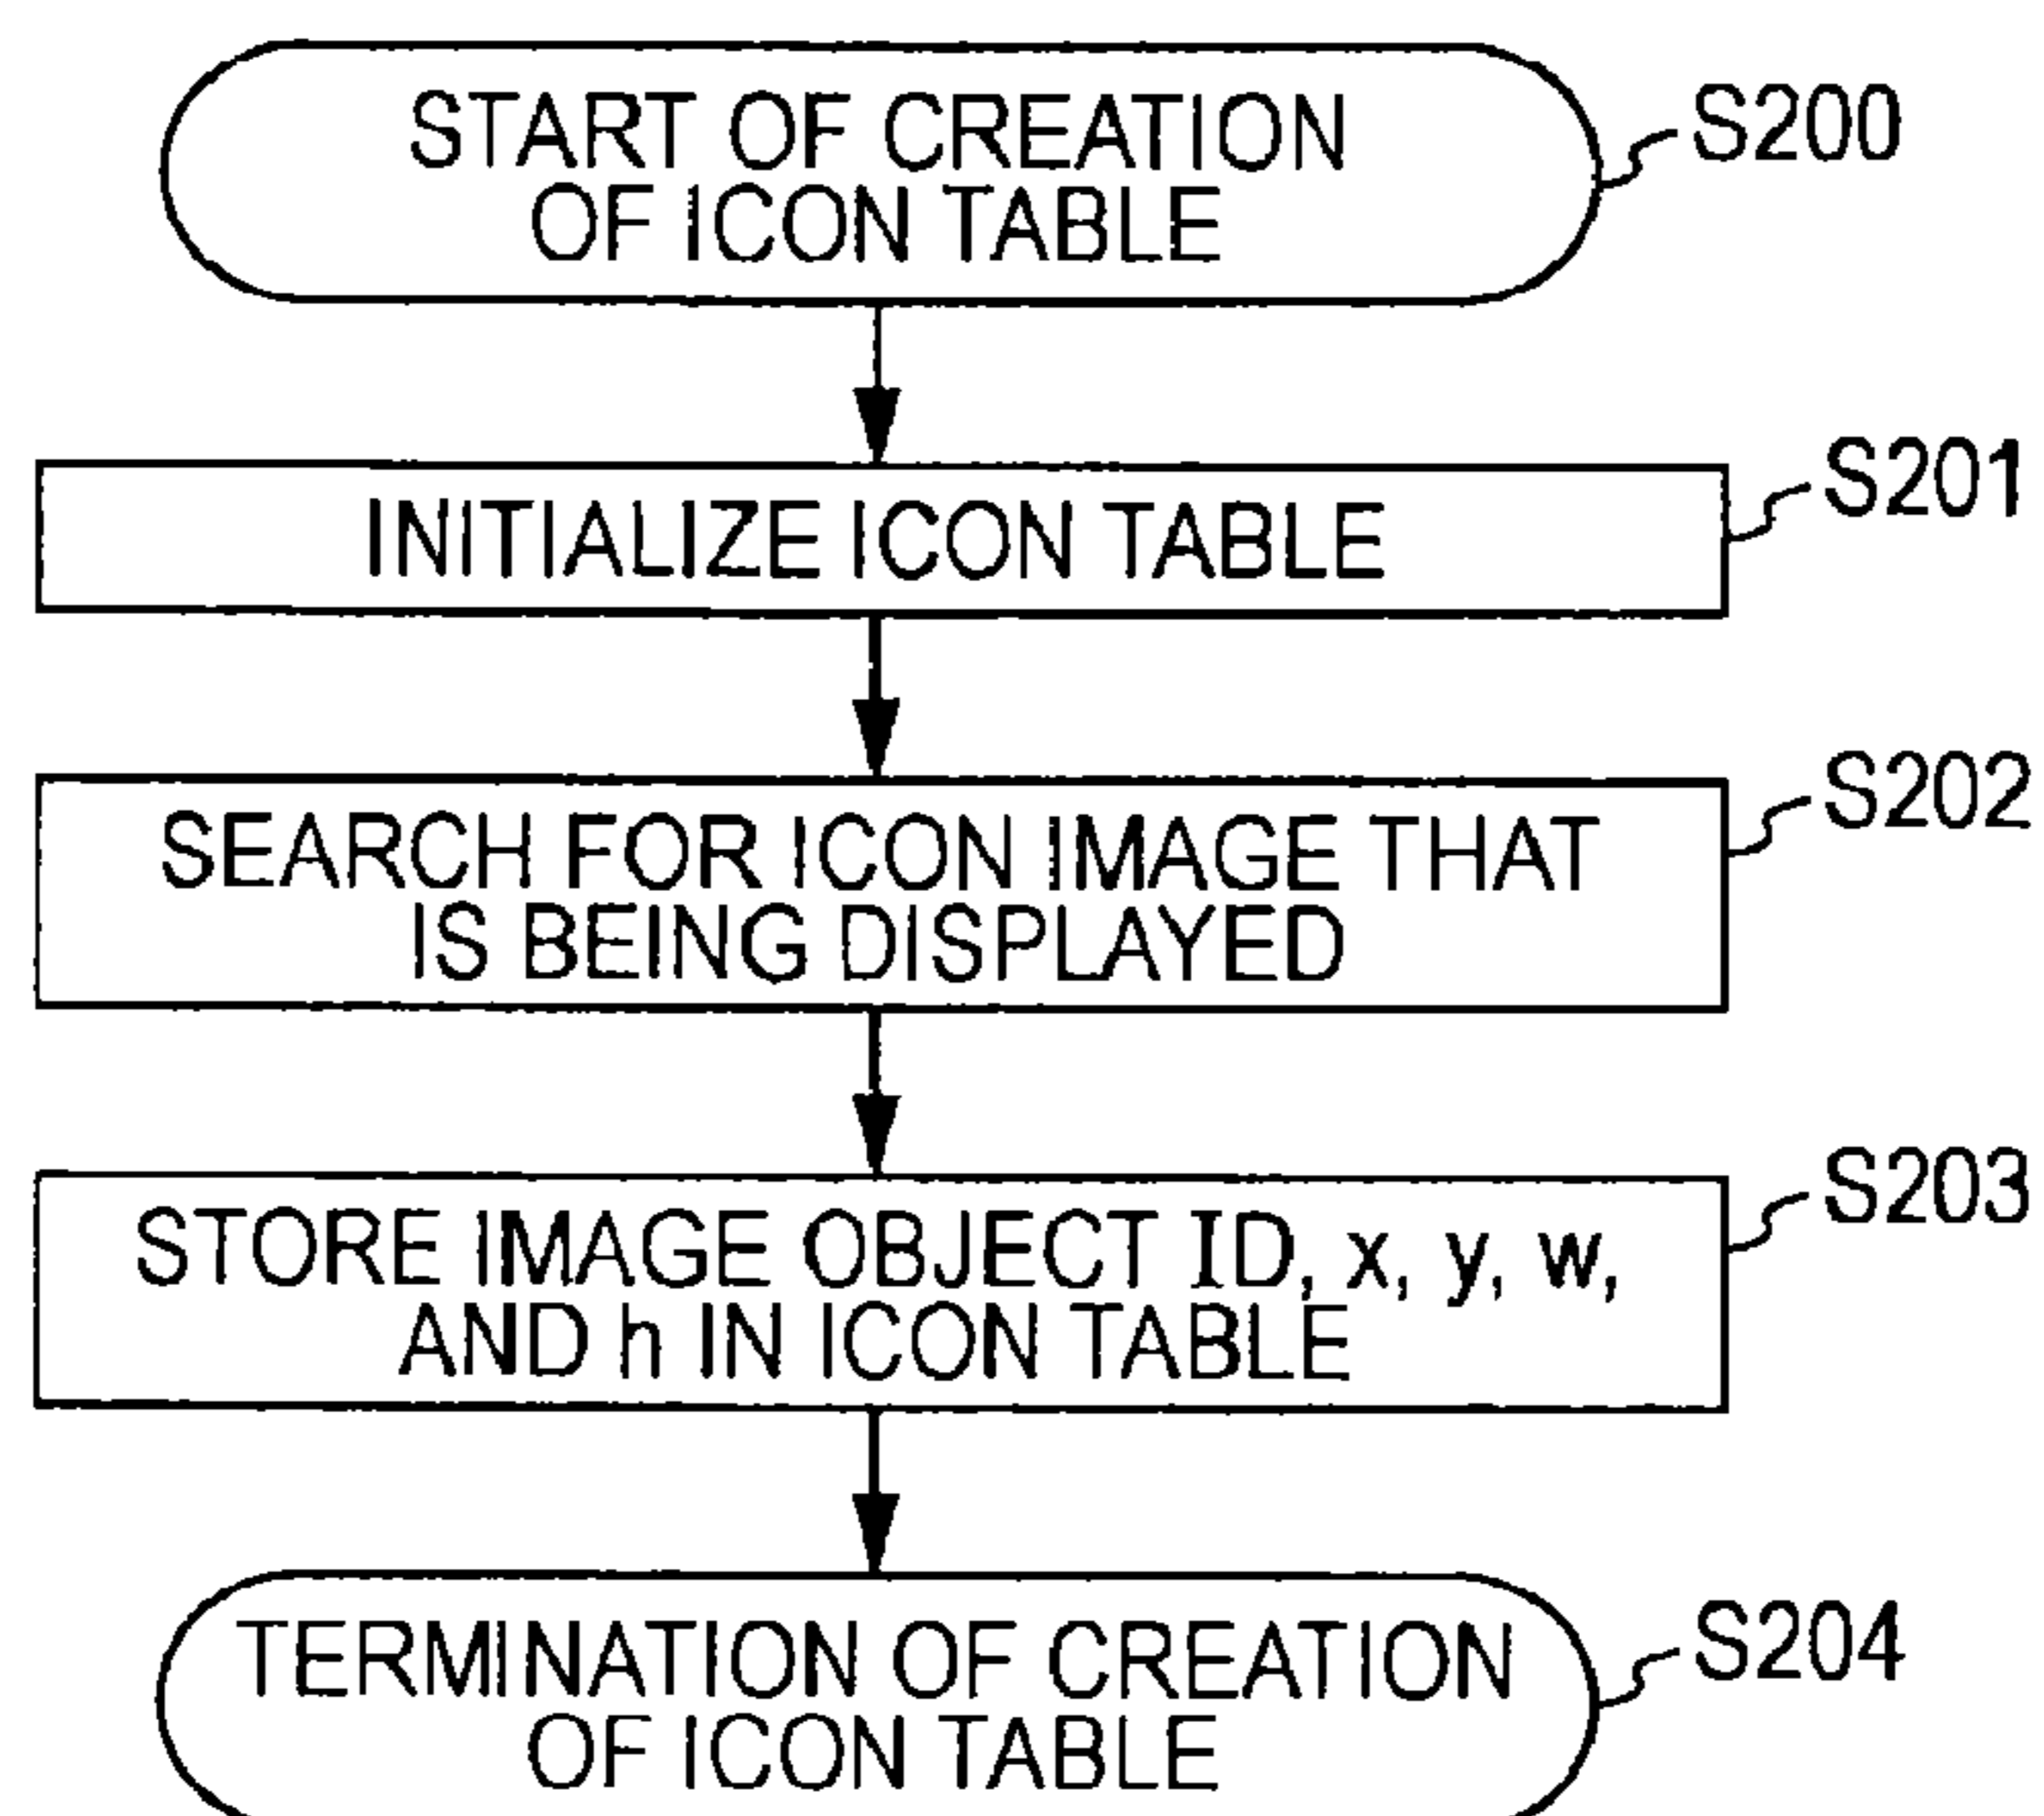 START OF CREATION
OF ICON TABLE
S200
INITIALIZE ICON TABLE
S201
SEARCH FOR ICON IMAGE THAT
IS BEING DISPLAYED
S202
STORE IMAGE OBJECT ID, x, y, w,
AND h IN ICON TABLE
S203
TERMINATION OF CREATION
OF ICON TABLE
S204